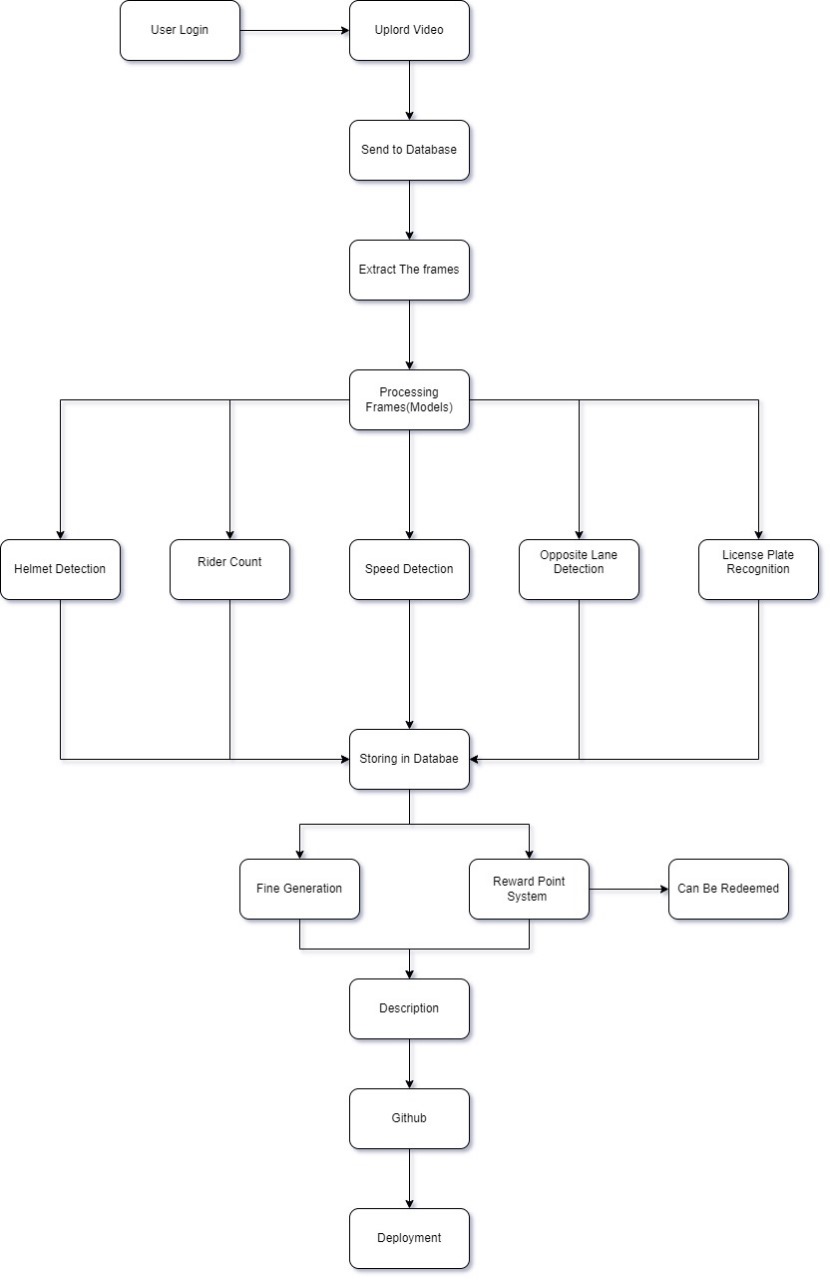 User Login
Uplord Video
Send to Database
Extract The frames
Processing
Frames(Models)
Helmet Detection
Rider Count
Speed Detection
Opposite Lane
Detection
License Plate
Recognition
Storing in Databae
Fine Generation
Reward Point
System
Can Be Redeemed
Description
Github
Deployment